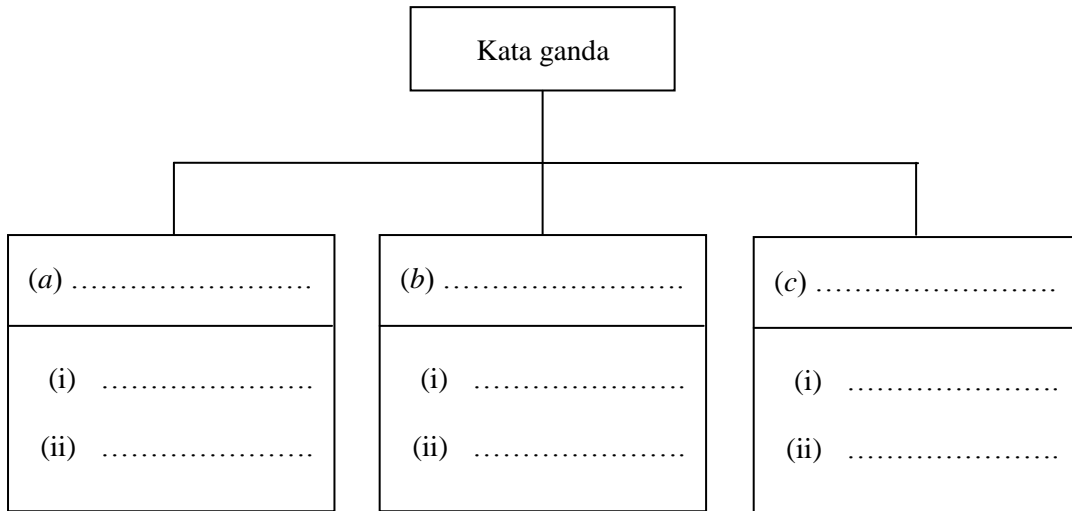 Kata ganda
(a) ……………………. (b) ……………………. (c) …………………….
(i) …………………. (i) …………………. (i) ………………….
(ii) …………………. (ii) …………………. (ii) ………………….